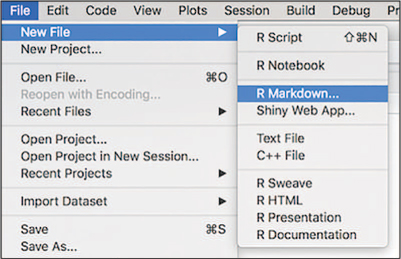 File Edit Code View Plots Session Build Debug
New File ▶
New Project...
Open File... ⌘O
Reopen with Encoding...
Recent Files ▶
Open Project...
Open Project in New Session...
Recent Projects ▶
Import Dataset ▶
Save ⌘S
Save As...
R Script ⇧⌘N
R Notebook
R Markdown...
Shiny Web App...
Text File
C++ File
R Sweave
R HTML
R Presentation
R Documentation